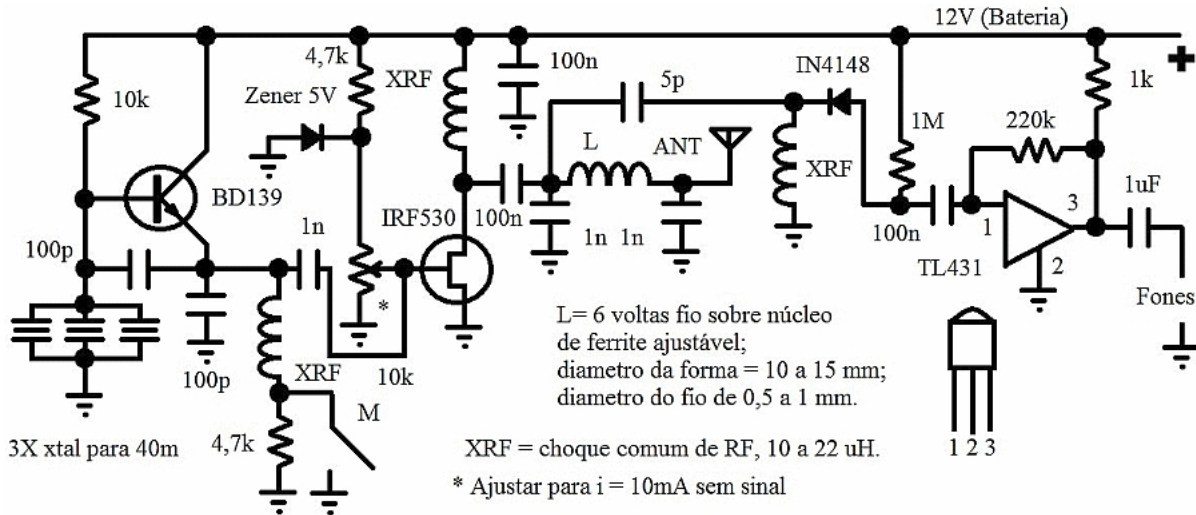 12V (Bateria)
+
4,7k
XRF
100n
5p
IN4148
1k
10k
Zener 5V
1M
220k
L
ANT
BD139
XRF
1uF
100p
1n
IRF530
100n
1n 1n
100n
1
3
TL431
2
*
Fones
100p
XRF
10k
L= 6 voltas fio sobre núcleo
de ferrite ajustável;
diametro da forma = 10 a 15 mm;
diametro do fio de 0,5 a 1 mm.
M
3X xtal para 40m
4,7k
XRF = choque comum de RF, 10 a 22 uH.
1 2 3
* Ajustar para i = 10mA sem sinal